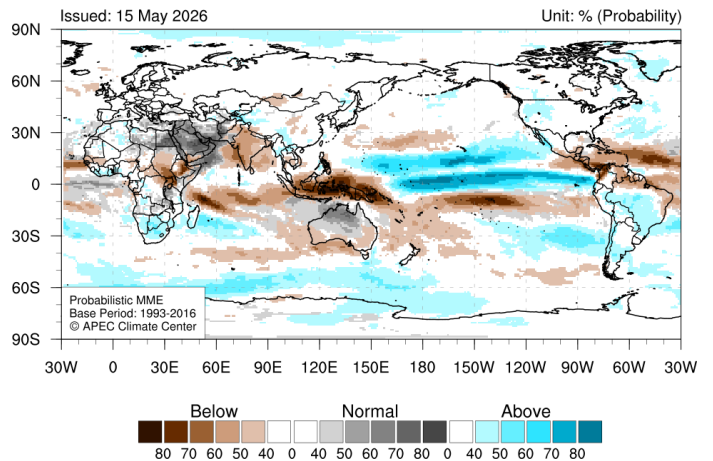 Issued: 15 May 2026 Unit: % (Probability)
90N
60N
30N
0
30S
60S
90S
Probabilistic MME
Base Period: 1993-2016
© APEC Climate Center
30W 0 30E 60E 90E 120E 150E 180 150W 120W 90W 60W 30W
Below Normal Above
80 70 60 50 40 0 40 50 60 70 80 0 40 50 60 70 80